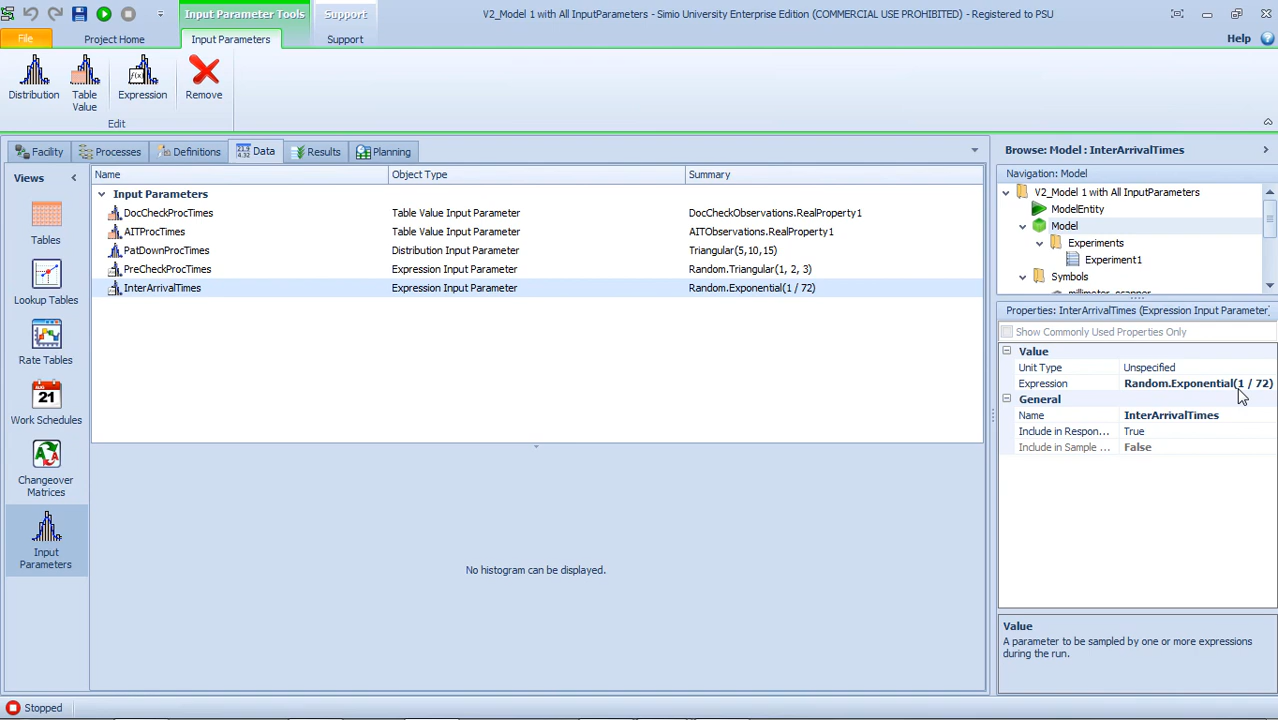 Input Parameter Tools
Support
V2_Model 1 with All InputParameters - Simio University Enterprise Edition (COMMERCIAL USE PROHIBITED) - Registered to PSU
File
Project Home
Input Parameters
Support
Help
Distribution
Table
Value
f(x)
Expression
Remove
Edit
Facility
Processes
Definitions
Data
Results
Planning
Browse: Model : InterArrivalTimes
Views
Name
Object Type
Summary
Navigation: Model
Input Parameters
V2_Model 1 with All InputParameters
DocCheckProcTimes
Table Value Input Parameter
DocCheckObservations.RealProperty1
ModelEntity
AITProcTimes
Table Value Input Parameter
AITObservations.RealProperty1
Model
PatDownProcTimes
Distribution Input Parameter
Triangular(5,10,15)
Experiments
PreCheckProcTimes
Expression Input Parameter
Random.Triangular(1, 2, 3)
Experiment1
InterArrivalTimes
Expression Input Parameter
Random.Exponential(1 / 72)
Symbols
millimeter_scanner
Tables
Lookup Tables
Rate Tables
21
Work Schedules
Changeover
Matrices
Input
Parameters
Properties: InterArrivalTimes (Expression Input Parameter)
Show Commonly Used Properties Only
Value
Unit Type
Unspecified
Expression
Random.Exponential(1 / 72)
General
Name
InterArrivalTimes
Include in Respon...
True
Include in Sample ...
False
No histogram can be displayed.
Value
A parameter to be sampled by one or more expressions
during the run.
Stopped